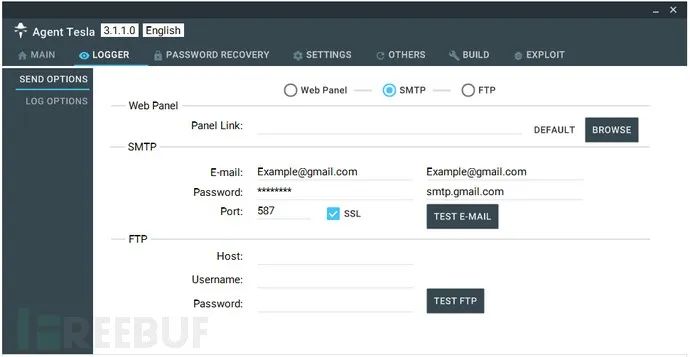 Agent Tesla 3.1.1.0 English
MAIN LOGGER PASSWORD RECOVERY SETTINGS OTHERS BUILD EXPLOIT
SEND OPTIONS
LOG OPTIONS
Web Panel SMTP FTP
Web Panel
Panel Link: DEFAULT BROWSE
SMTP
E-mail: Example@gmail.com Example@gmail.com
Password: ******** smtp.gmail.com
Port: 587 SSL TEST E-MAIL
FTP
Host:
Username:
Password: TEST FTP
FREEBUF